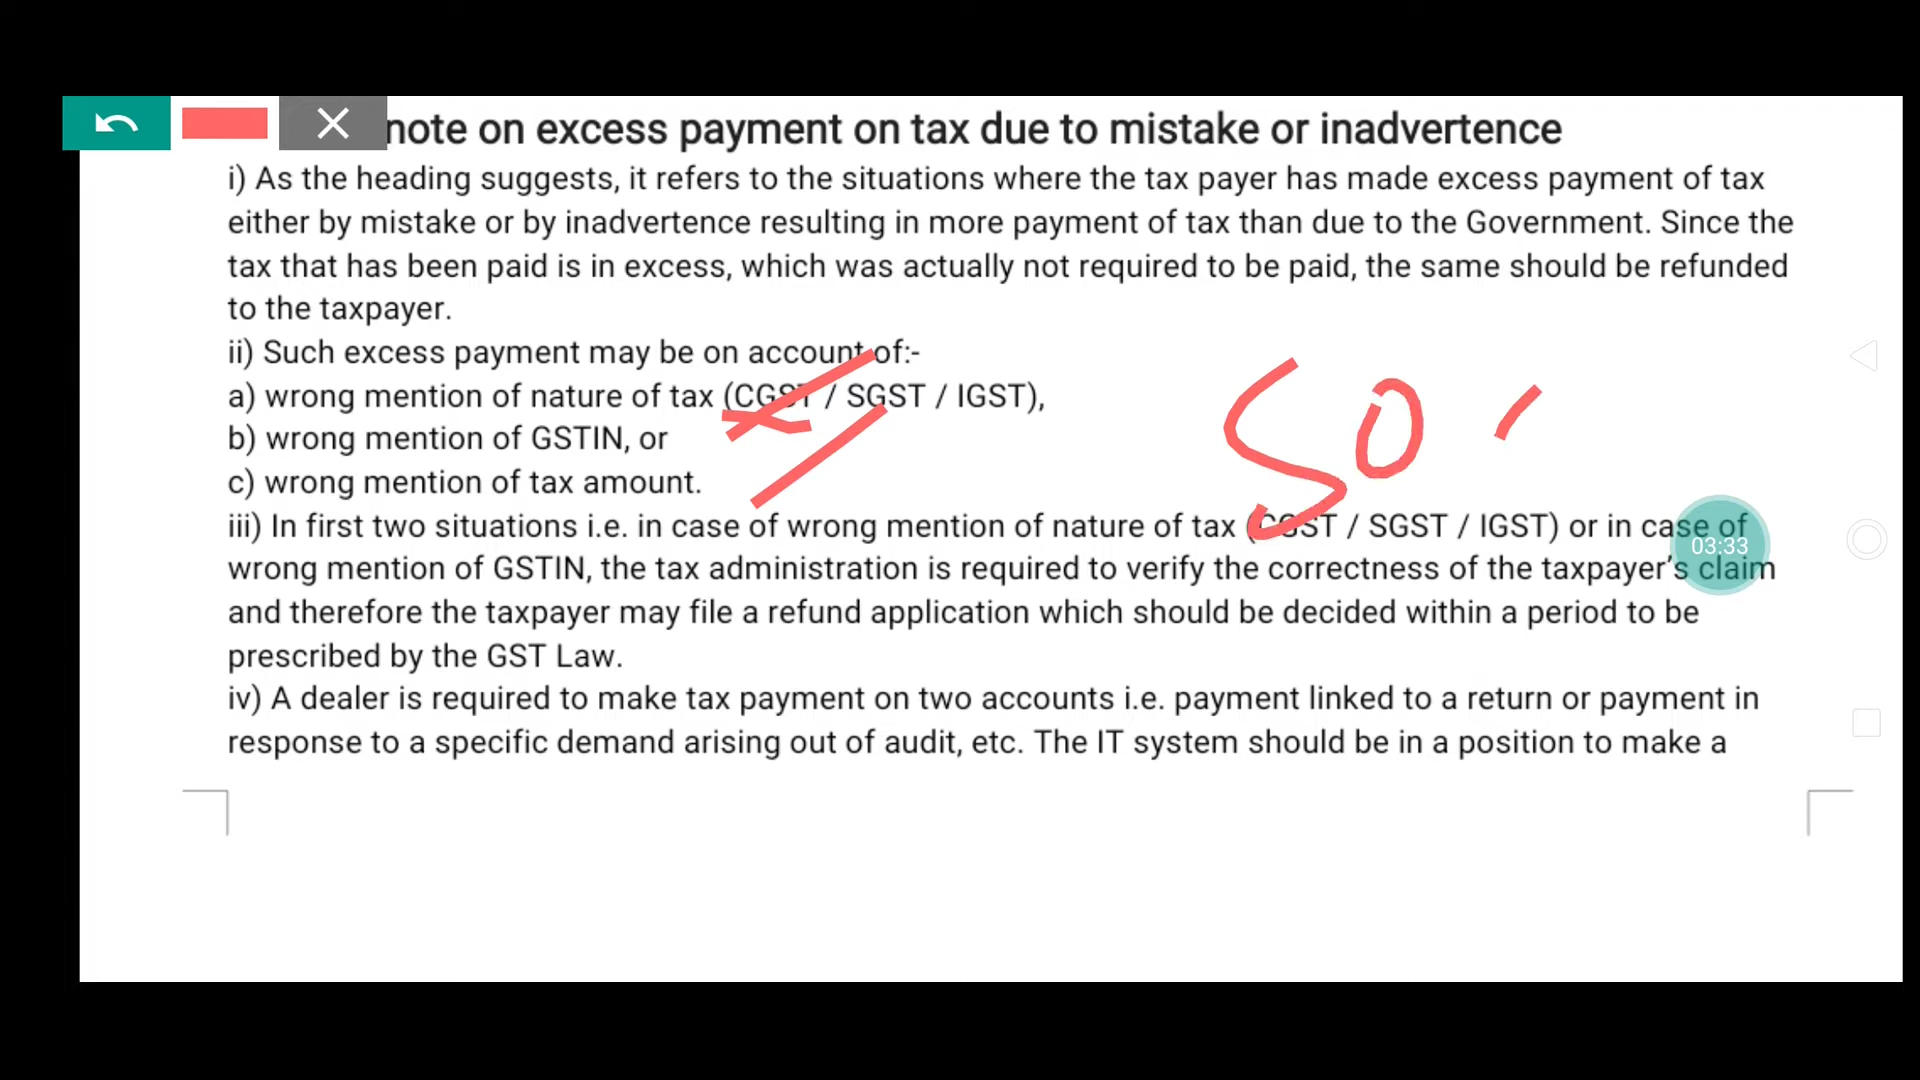 note on excess payment on tax due to mistake or inadvertence
i) As the heading suggests, it refers to the situations where the tax payer has made excess payment of tax
either by mistake or by inadvertence resulting in more payment of tax than due to the Government. Since the
tax that has been paid is in excess, which was actually not required to be paid, the same should be refunded
to the taxpayer.
ii) Such excess payment may be on account of:-
a) wrong mention of nature of tax (CGST / SGST / IGST),
b) wrong mention of GSTIN, or
c) wrong mention of tax amount.
50
iii) In first two situations i.e. in case of wrong mention of nature of tax (CGST / SGST / IGST) or in case of
03:33
wrong mention of GSTIN, the tax administration is required to verify the correctness of the taxpayer's claim
and therefore the taxpayer may file a refund application which should be decided within a period to be
prescribed by the GST Law.
iv) A dealer is required to make tax payment on two accounts i.e. payment linked to a return or payment in
response to a specific demand arising out of audit, etc. The IT system should be in a position to make a